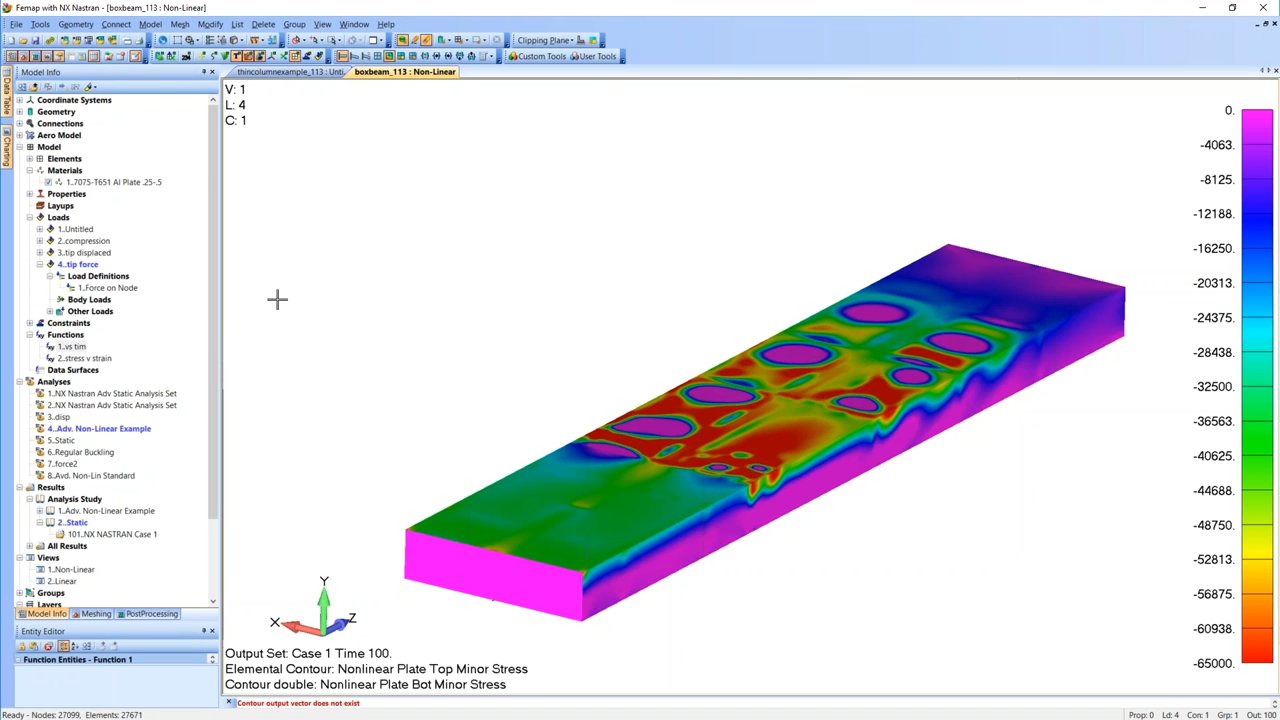 Femap with NX Nastran - [boxbeam_113 : Non-Linear]
File Tools Geometry Connect Model Mesh Modify List Delete Group View Window Help
Clipping Plane
Custom Tools User Tools
Model Info
thincolumnexample_113 : Unti..
boxbeam_113 : Non-Linear
Data Table
Charting
Coordinate Systems
Geometry
Connections
Aero Model
Model
Elements
Materials
1..7075-T651 Al Plate .25-.5
Properties
Layups
Loads
1..Untitled
2..compression
3..tip displaced
4..tip force
Load Definitions
1..Force on Node
Body Loads
Other Loads
Constraints
Functions
1..vs tim
2..stress v strain
Data Surfaces
Analyses
1..NX Nastran Adv Static Analysis Set
2..NX Nastran Adv Static Analysis Set
3..disp
4..Adv. Non-Linear Example
5..Static
6..Regular Buckling
7..force2
8..Avd. Non-Lin Standard
Results
Analysis Study
1..Adv. Non-Linear Example
2..Static
101..NX NASTRAN Case 1
All Results
Views
1..Non-Linear
2..Linear
Groups
Layers
Model Info Meshing PostProcessing
Entity Editor
Function Entities - Function 1
V: 1
L: 4
C: 1
0.
-4063.
-8125.
-12188.
-16250.
-20313.
-24375.
-28438.
-32500.
-36563.
-40625.
-44688.
-48750.
-52813.
-56875.
-60938.
-65000.
Y
X
Z
Output Set: Case 1 Time 100.
Elemental Contour: Nonlinear Plate Top Minor Stress
Contour double: Nonlinear Plate Bot Minor Stress
Contour output vector does not exist
Ready - Nodes: 27099, Elements: 27671
Prop: 0 Ld: 4 Con: 1 Grp: 1 Out: 100